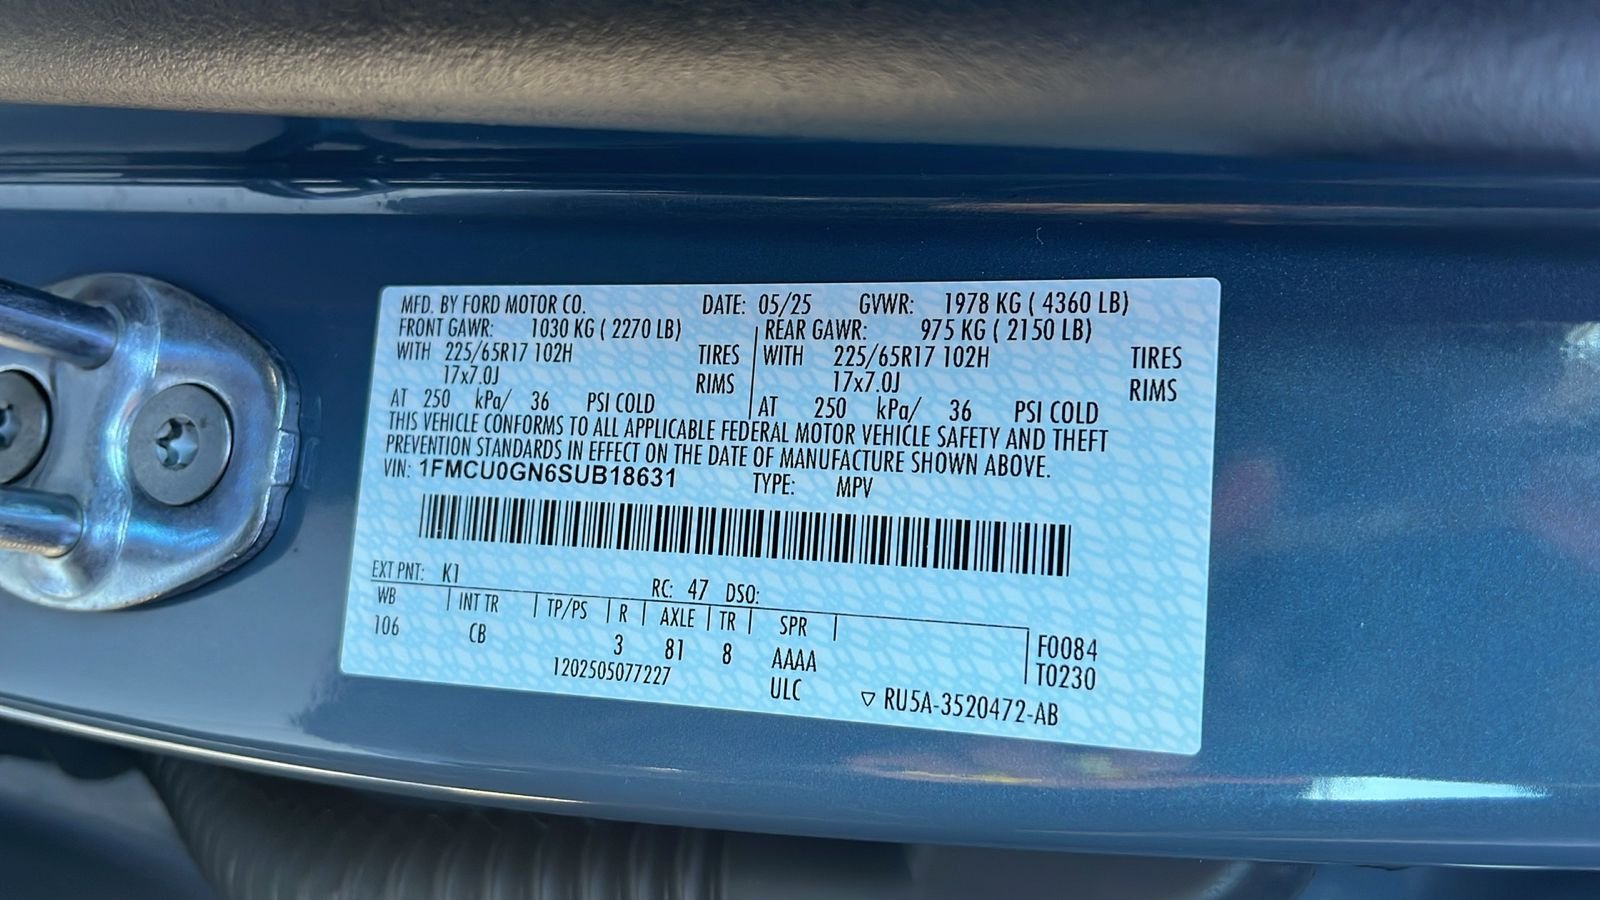 MFD. BY FORD MOTOR CO. DATE: 05/25 GVWR: 1978 KG ( 4360 LB)
FRONT GAWR: 1030 KG ( 2270 LB) REAR GAWR: 975 KG ( 2150 LB)
WITH 225/65R17 102H TIRES WITH 225/65R17 102H TIRES
17x7.0J RIMS 17x7.0J RIMS
AT 250 kPa/ 36 PSI COLD AT 250 kPa/ 36 PSI COLD
THIS VEHICLE CONFORMS TO ALL APPLICABLE FEDERAL MOTOR VEHICLE SAFETY AND THEFT
PREVENTION STANDARDS IN EFFECT ON THE DATE OF MANUFACTURE SHOWN ABOVE.
VIN: 1FMCU0GN6SUB18631 TYPE: MPV
EXT PNT: K1 RC: 47 DSO:
WB INT TR TP/PS R AXLE TR SPR F0084
106 CB 3 81 8 AAAA T0230
1202505077227 ULC RU5A-3520472-AB